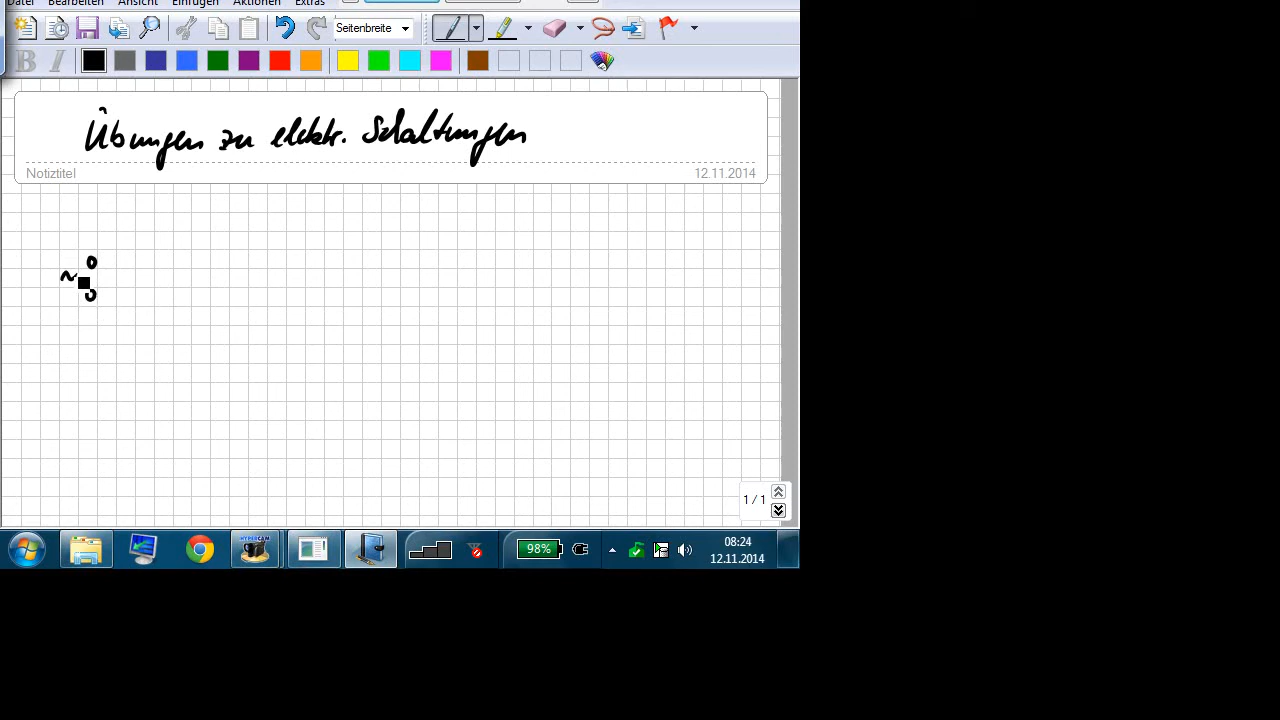 Datei Bearbeiten Ansicht Einfügen Aktionen Extras
Seitenbreite
B I
Übungen zu elektr. Schaltungen
Notiztitel 12.11.2014
~
1 / 1
HYPERCAM
98%
08:24
12.11.2014